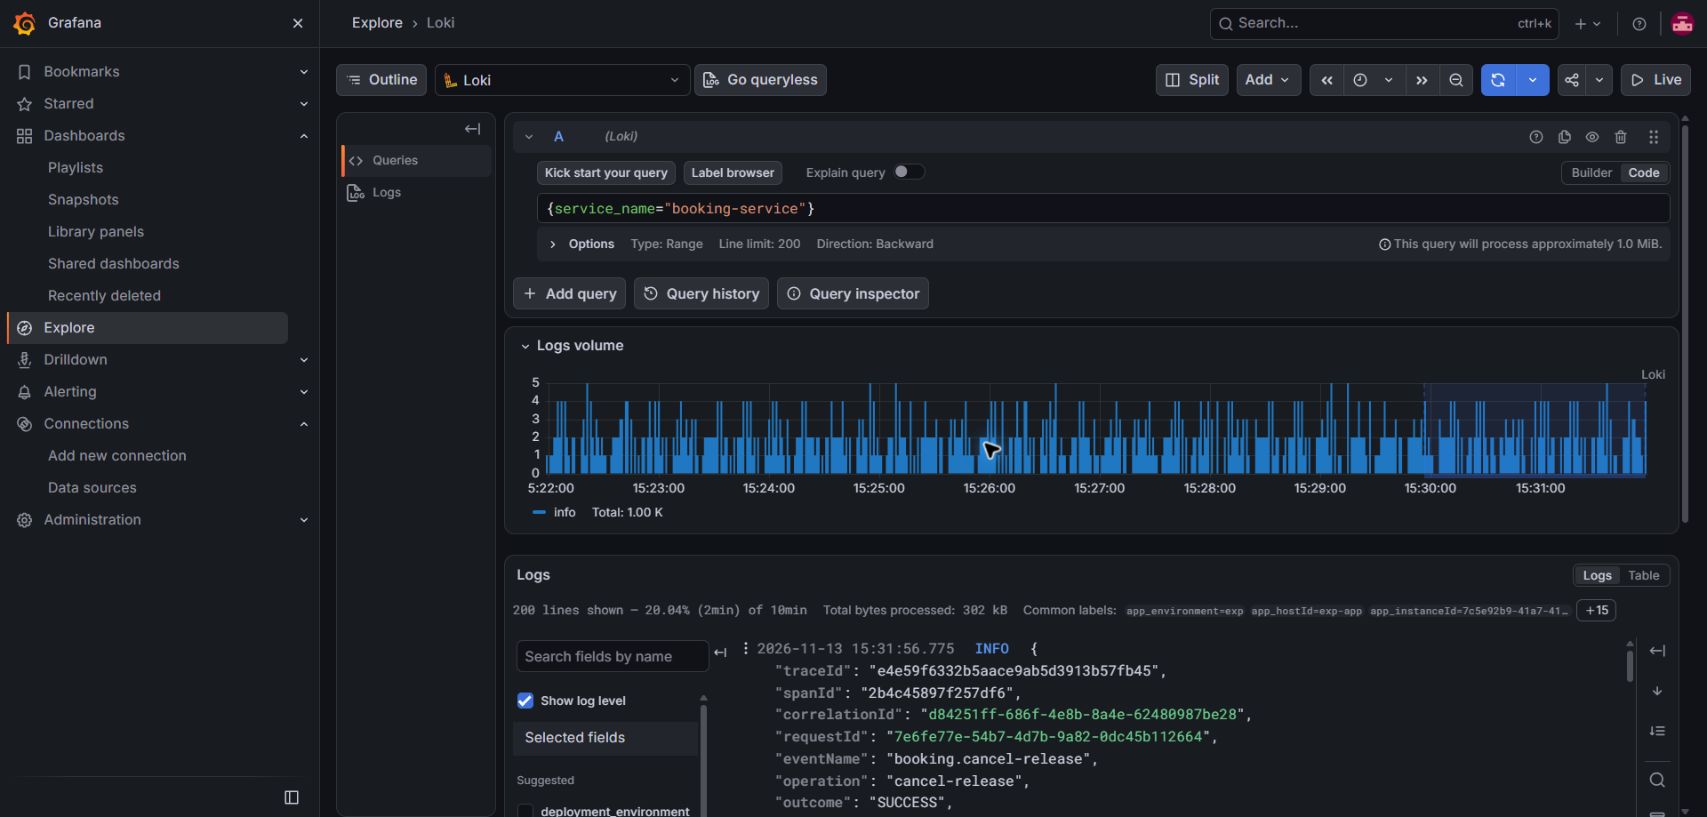 Grafana
Explore › Loki
Search...
ctrl+k
Bookmarks
Starred
Dashboards
Playlists
Snapshots
Library panels
Shared dashboards
Recently deleted
Explore
Drilldown
Alerting
Connections
Add new connection
Data sources
Administration
Outline
Loki
Go queryless
Split
Add
Live
Queries
Logs
A (Loki)
Kick start your query
Label browser
Explain query
Builder
Code
{service_name="booking-service"}
Options Type: Range Line limit: 200 Direction: Backward
This query will process approximately 1.0 MiB.
Add query
Query history
Query inspector
Logs volume
Loki
5
4
3
2
1
0
5:22:00 15:23:00 15:24:00 15:25:00 15:26:00 15:27:00 15:28:00 15:29:00 15:30:00 15:31:00
info Total: 1.00 K
Logs
Logs
Table
200 lines shown — 20.04% (2min) of 10min Total bytes processed: 302 kB Common labels: app_environment=exp app_hostId=exp-app app_instanceId=7c5e92b9-41a7-41… +15
Search fields by name
Show log level
Selected fields
Suggested
deployment_environment
2026-11-13 15:31:56.775 INFO {
"traceId": "e4e59f6332b5aace9ab5d3913b57fb45",
"spanId": "2b4c45897f257df6",
"correlationId": "d84251ff-686f-4e8b-8a4e-62480987be28",
"requestId": "7e6fe77e-54b7-4d7b-9a82-0dc45b112664",
"eventName": "booking.cancel-release",
"operation": "cancel-release",
"outcome": "SUCCESS",